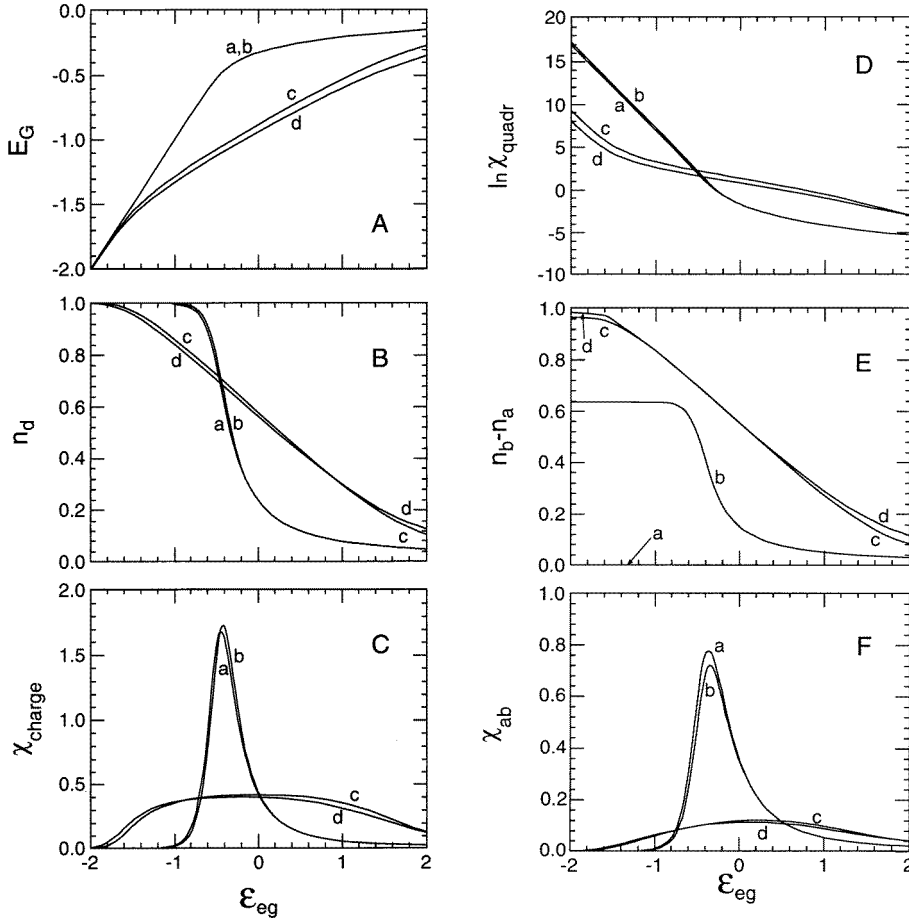 0.0
-0.5
-1.0
-1.5
-2.0
E_G
a,b
c
d
A
1.0
0.8
0.6
0.4
0.2
0.0
n_d
c
d
a
b
d
c
B
2.0
1.5
1.0
0.5
0.0
χ_charge
b
a
c
d
C
-2
-1
0
1
2
ε_eg
20
15
10
5
0
-5
10
ln χ_quadr
b
a
c
d
D
1.0
0.8
0.6
0.4
0.2
0.0
n_b-n_a
d
c
b
a
d
c
E
1.0
0.8
0.6
0.4
0.2
0.0
χ_ab
a
b
c
d
F
-2
-1
0
1
2
ε_eg